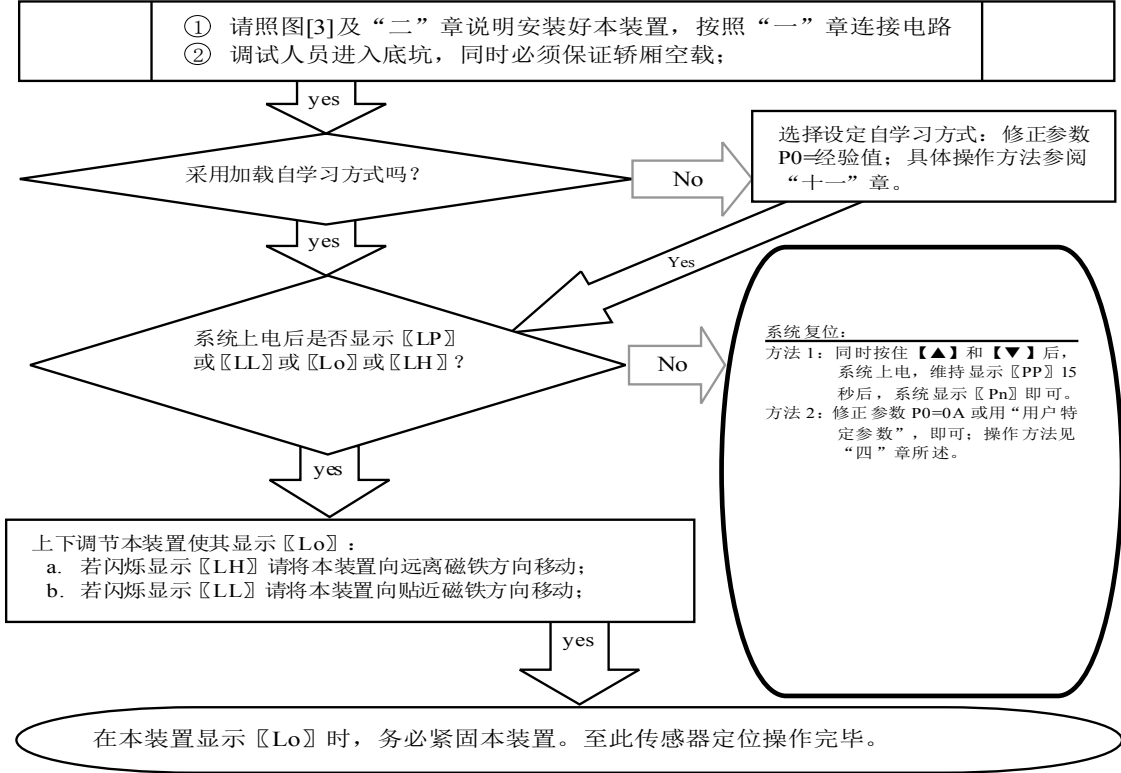 ① 请照图[3]及“二”章说明安装好本装置，按照“一”章连接电路
② 调试人员进入底坑，同时必须保证轿厢空载；
yes
采用加载自学习方式吗？
No
选择设定自学习方式：修正参数
P0=经验值；具体操作方法参阅
“十一”章。
yes
Yes
系统上电后是否显示〖LP〗
或〖LL〗或〖Lo〗或〖LH〗？
No
系统复位：
方法 1：同时按住【▲】和【▼】后，
系统上电，维持显示〖PP〗15
秒后，系统显示〖Pn〗即可。
方法 2：修正参数 P0=0A 或用“用户特
定参数”，即可；操作方法见
“四”章所述。
yes
上下调节本装置使其显示〖Lo〗：
a. 若闪烁显示〖LH〗请将本装置向远离磁铁方向移动；
b. 若闪烁显示〖LL〗请将本装置向贴近磁铁方向移动；
yes
在本装置显示〖Lo〗时，务必紧固本装置。至此传感器定位操作完毕。